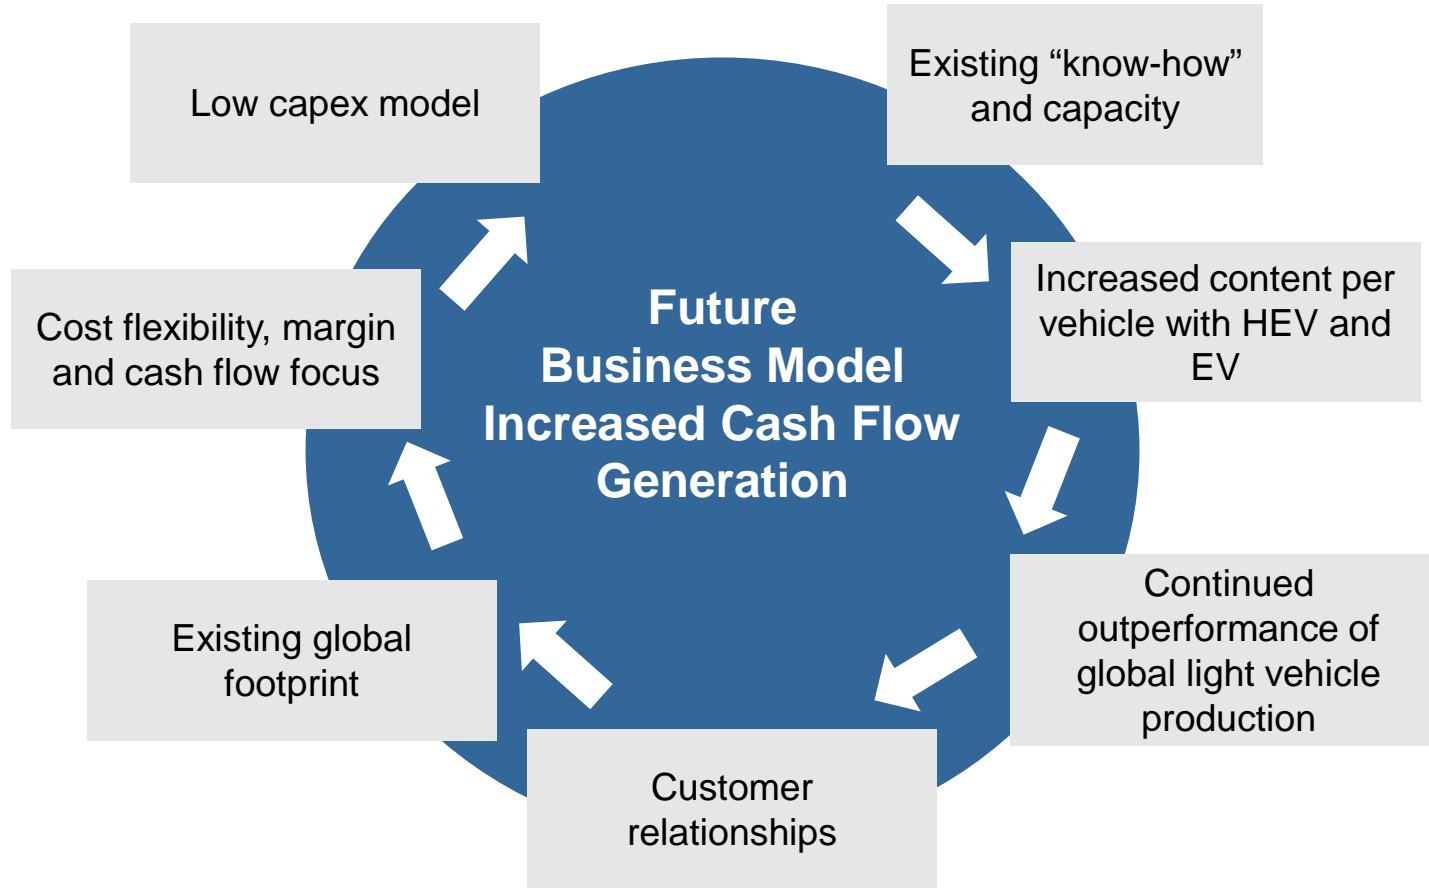 Low capex model
Existing “know-how”
and capacity
Increased content per
vehicle with HEV and
EV
Continued
outperformance of
global light vehicle
production
Customer
relationships
Existing global
footprint
Cost flexibility, margin
and cash flow focus
Future
Business Model
Increased Cash Flow
Generation